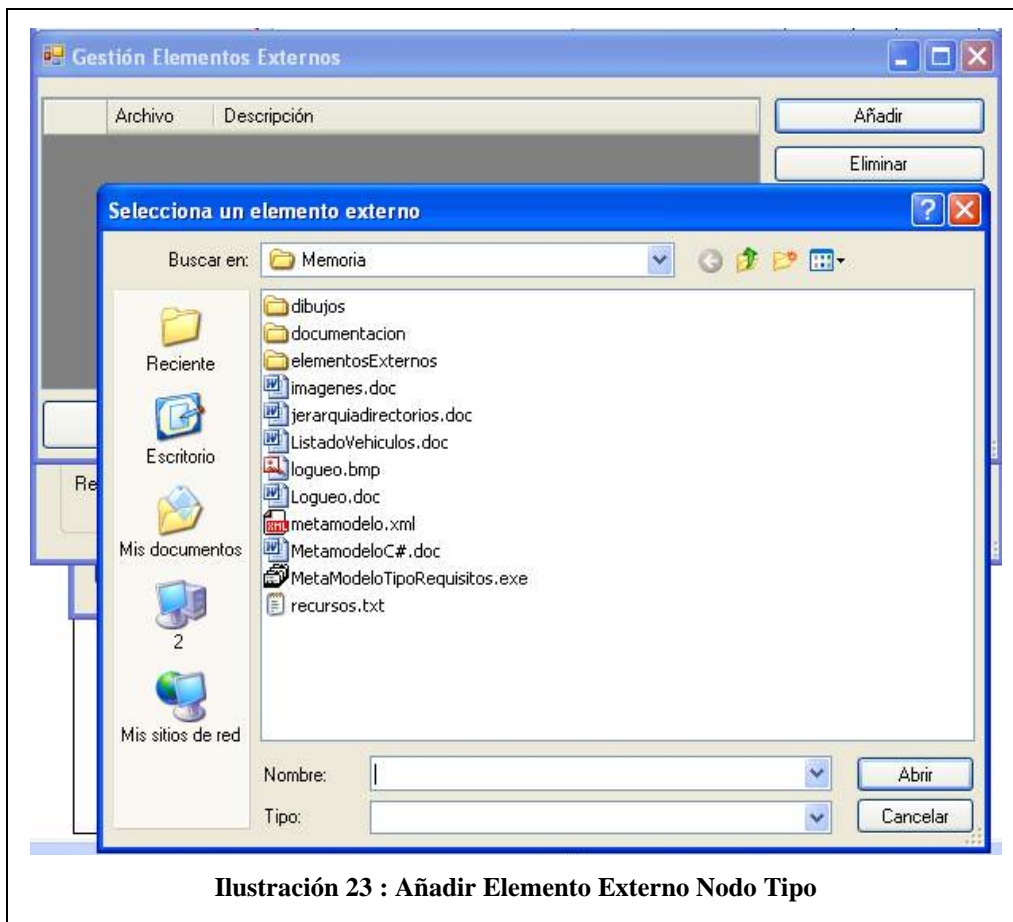 Gestión Elementos Externos
Archivo Descripción
Añadir
Eliminar
Selecciona un elemento externo
Buscar en: Memoria
Reciente
Escritorio
Mis documentos
2
Mis sitios de red
dibujos
documentacion
elementosExternos
imagenes.doc
jerarquiadirectorios.doc
ListadoVehiculos.doc
logueo.bmp
Logueo.doc
metamodelo.xml
MetamodeloC#.doc
MetaModeloTipoRequisitos.exe
recursos.txt
Re
Nombre:
Abrir
Tipo:
Cancelar
Ilustración 23 : Añadir Elemento Externo Nodo Tipo